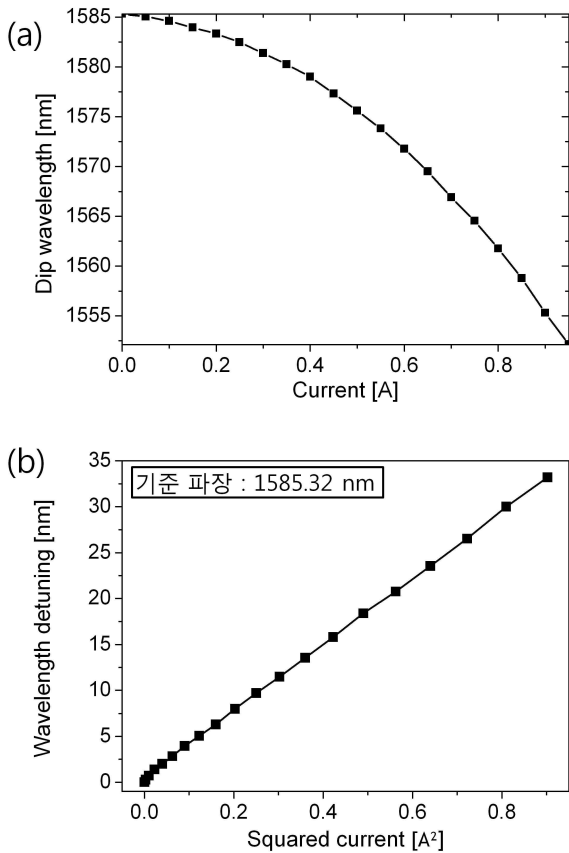 (a)
1585
1580
1575
1570
1565
1560
1555
Dip wavelength [nm]
0.0 0.2 0.4 0.6 0.8
Current [A]
(b)
35
30
25
20
15
10
5
0
기준 파장 : 1585.32 nm
Wavelength detuning [nm]
0.0 0.2 0.4 0.6 0.8
Squared current [A²]